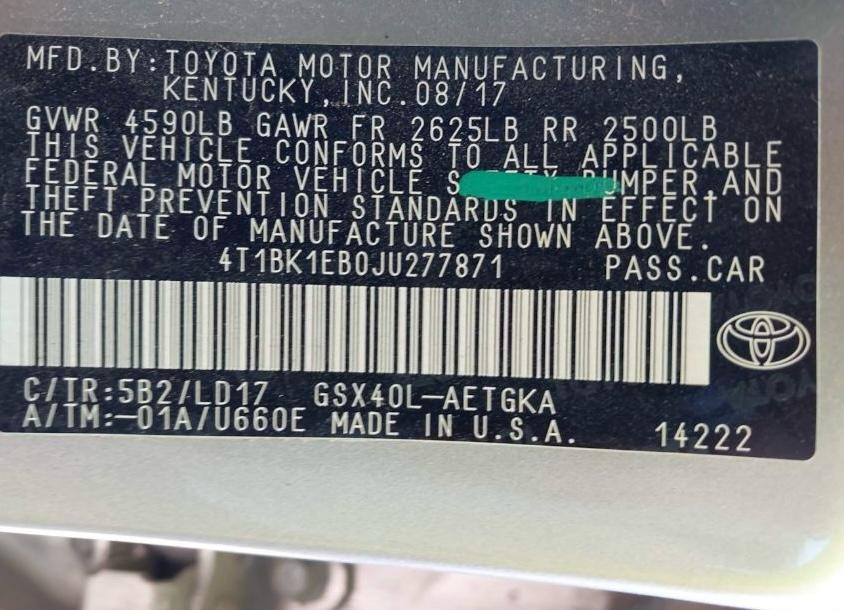 MFD.BY:TOYOTA MOTOR MANUFACTURING,
KENTUCKY,INC.08/17
GVWR 4590LB GAWR FR 2625LB RR 2500LB
THIS VEHICLE CONFORMS TO ALL APPLICABLE
FEDERAL MOTOR VEHICLE AND
THEFT PREVENTION STANDARDS IN EFFECT ON
THE DATE OF MANUFACTURE SHOWN ABOVE.
4T1BK1EB0JU277871 PASS.CAR
C/TR:5B2/LD17 GSX40L-AETGKA
A/TM:-01A/U660E MADE IN U.S.A. 14222